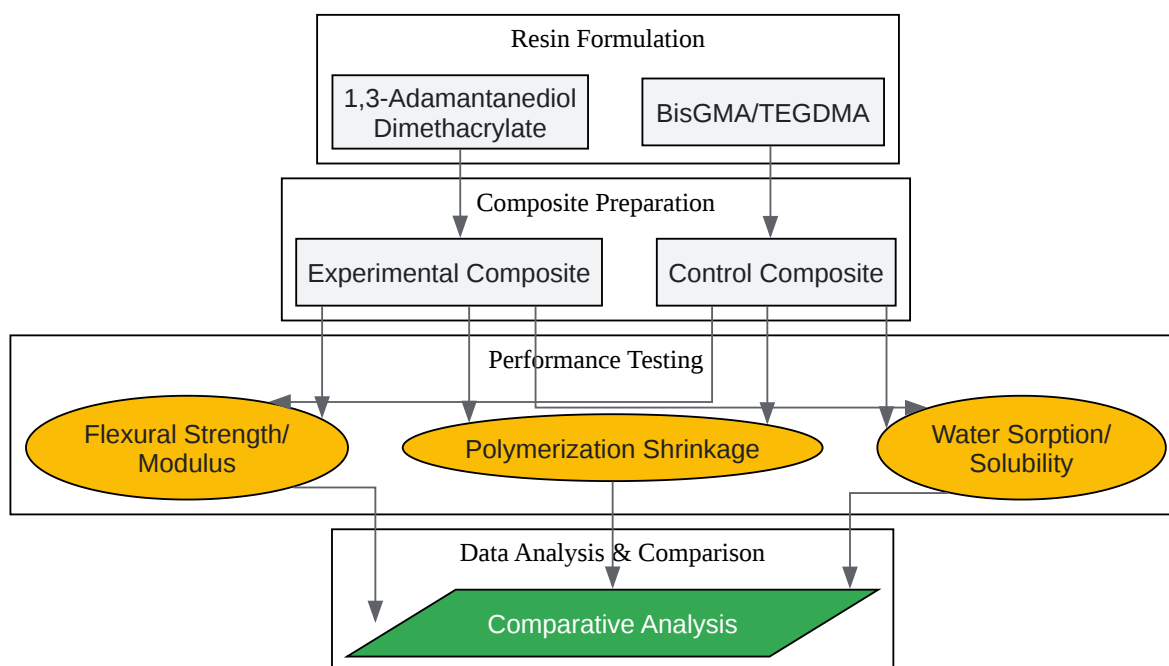 Resin Formulation
1,3-Adamantanediol
Dimethacrylate
BisGMA/TEGDMA
Composite Preparation
Experimental Composite
Control Composite
Performance Testing
Flexural Strength/
Modulus
Polymerization Shrinkage
Water Sorption/
Solubility
Data Analysis & Comparison
Comparative Analysis